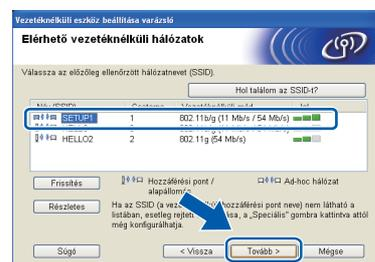 Vezetéknélküli eszköz beállítása varázsló
Elérhető vezetéknélküli hálózatok
Válassza az előzőleg ellenőrzött hálózatnevet (SSID).
Hol találom az SSID-t?
SETUP1 1 802.11b/g (11 Mb/s / 54 Mb/s)
HELLO2 2 802.11g (54 Mb/s)
Frissítés
Hozzáférési pont / alapállomás
Ad-hoc hálózat
Részletes
Ha az SSID (a hozzáférési pont neve) nem látható a
listában, esetleg a „Speciális" gombra kattintva attól
még konfigurálhatja.
Súgó
< Vissza
Tovább >
Mégse